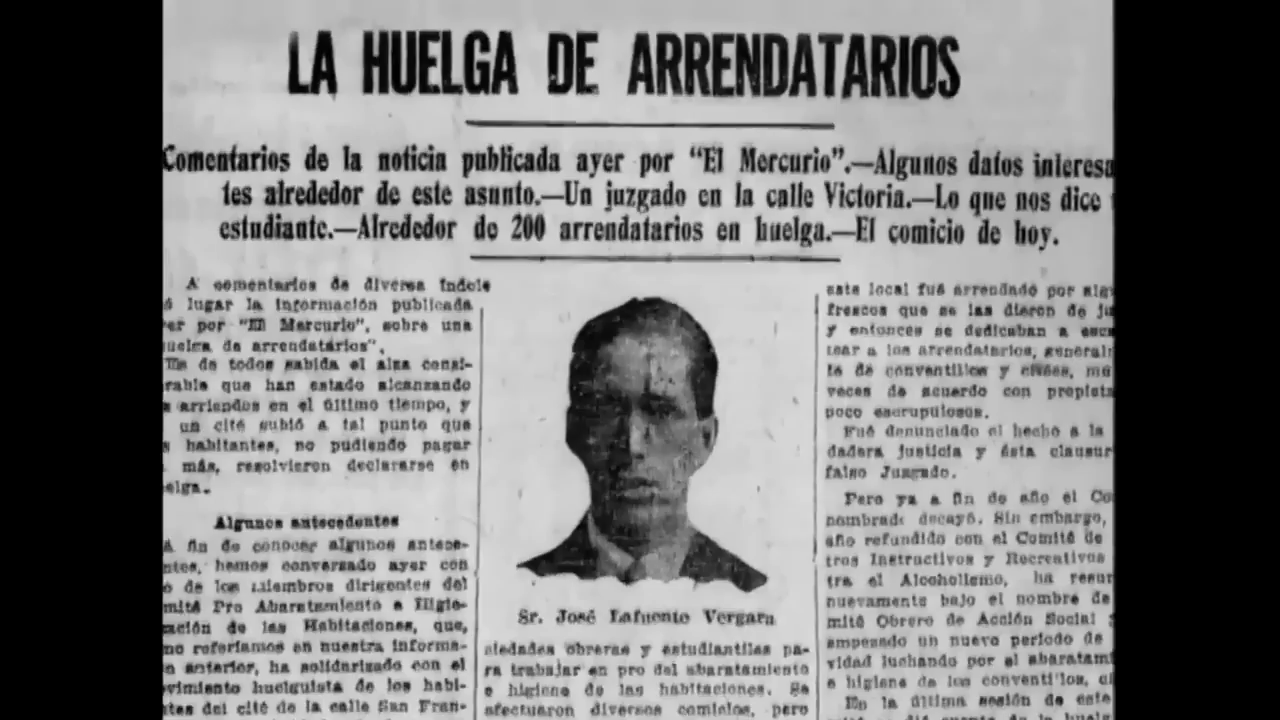 LA HUELGA DE ARRENDATARIOS
Comentarios de la noticia publicada ayer por "El Mercurio".—Algunos datos interesa
tes alrededor de este asunto.—Un juzgado en la calle Victoria.—Lo que nos dice
estudiante.—Alrededor de 200 arrendatarios en huelga.—El comicio de hoy.
A comentarios de diversa índole
ó lugar la información publicada
er por "El Mercurio", sobre una
uelga de arrendatarios".
Es de todos sabida el alza consi-
rable que han estado alcanzando
s arriendos en el último tiempo, y
un cité subió a tal punto que
s habitantes, no pudiendo pagar
más, resolvieron declararse en
elga.
Algunos antecedentes
A fin de conocer algunos antece-
ntes, hemos conversado ayer con
o de los miembros dirigentes del
mité Pro Abaratamiento e Higie-
ación de las Habitaciones, que,
mo referíamos en nuestra informa-
n anterior, ha solidarizado con el
vimiento huelguista de los habi-
tes del cité de la calle San Fran-
Sr. José Lafuente Vergara
ciedades obreras y estudiantiles pa-
ra trabajar en pro del abaratamiento
e higiene de las habitaciones. Se
efectuaron diversos comicios, pero
este local fué arrendado por algu
frescos que se las dieron de ju
y entonces se dedicaban a
a los arrendatarios, general
te de conventillos y cités, m
veces de acuerdo con propieta
poco escrupulosos.
Fué denunciado el hecho a la
dadera justicia y ésta clausur
falso Juzgado.
Pero ya a fin de año el Co
nombrado decayó. Sin embargo,
año refundido con el Comité de
tros Instructivos y Recreativos
tra el Alcoholismo, ha resur
nuevamente bajo el nombre de
mité Obrero de Acción Social
empezado un nuevo período de
vidad luchando por el abaratami
e higiene de los conventillos, ci
En la última sesión de este